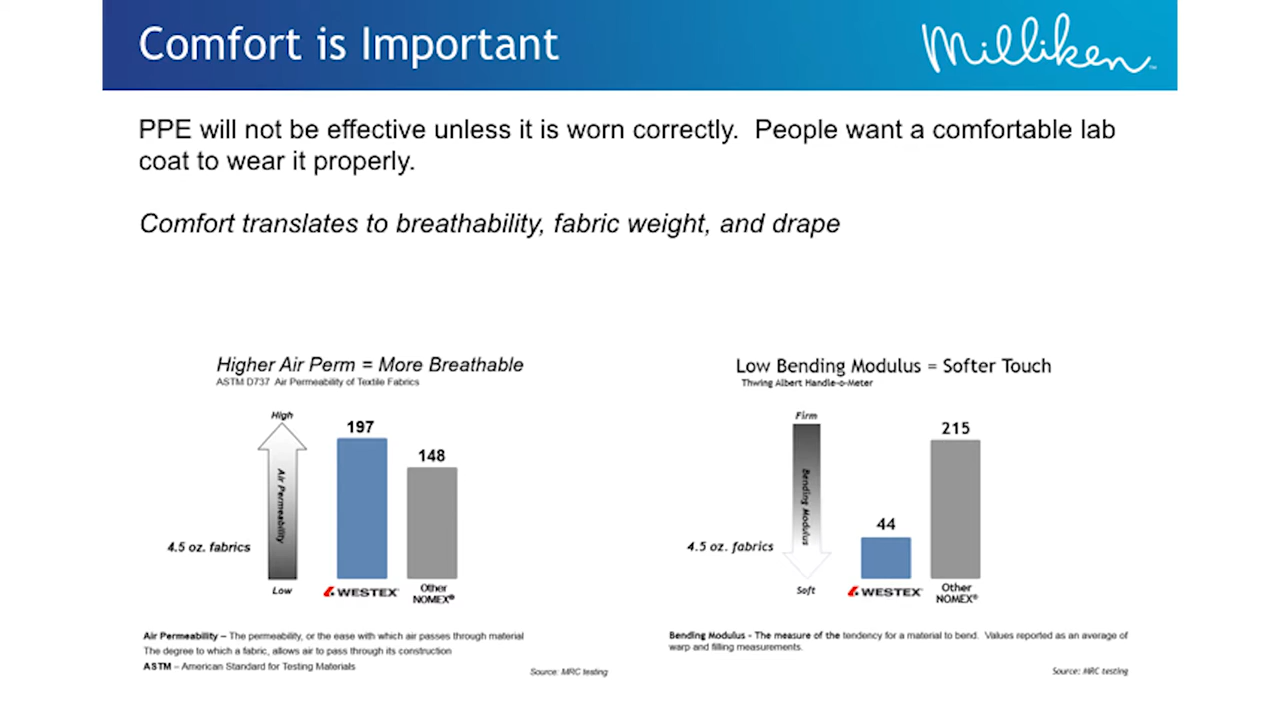 Comfort is Important
Milliken™
PPE will not be effective unless it is worn correctly.  People want a comfortable lab
coat to wear it properly.
Comfort translates to breathability, fabric weight, and drape
Higher Air Perm = More Breathable
ASTM D737  Air Permeability of Textile Fabrics
High
Air Permeability
Low
4.5 oz. fabrics
197
148
WESTEX®
Other
NOMEX®
Air Permeability – The permeability, or the ease with which air passes through material
The degree to which a fabric, allows air to pass through its construction
ASTM – American Standard for Testing Materials
Source: MRC testing
Low Bending Modulus = Softer Touch
Thwing Albert Handle-o-Meter
Firm
Bending Modulus
Soft
4.5 oz. fabrics
44
215
WESTEX®
Other
NOMEX®
Bending Modulus - The measure of the tendency for a material to bend.  Values reported as an average of
warp and filling measurements.
Source: MRC testing